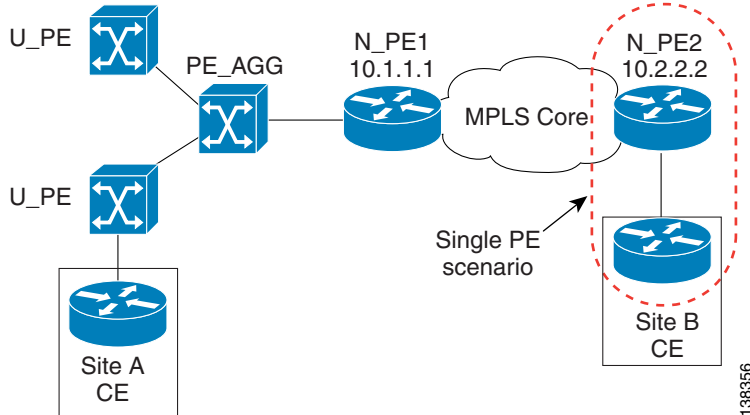 U_PE
PE_AGG
N_PE1
10.1.1.1
MPLS Core
N_PE2
10.2.2.2
U_PE
Single PE
scenario
Site A
CE
Site B
CE
138356